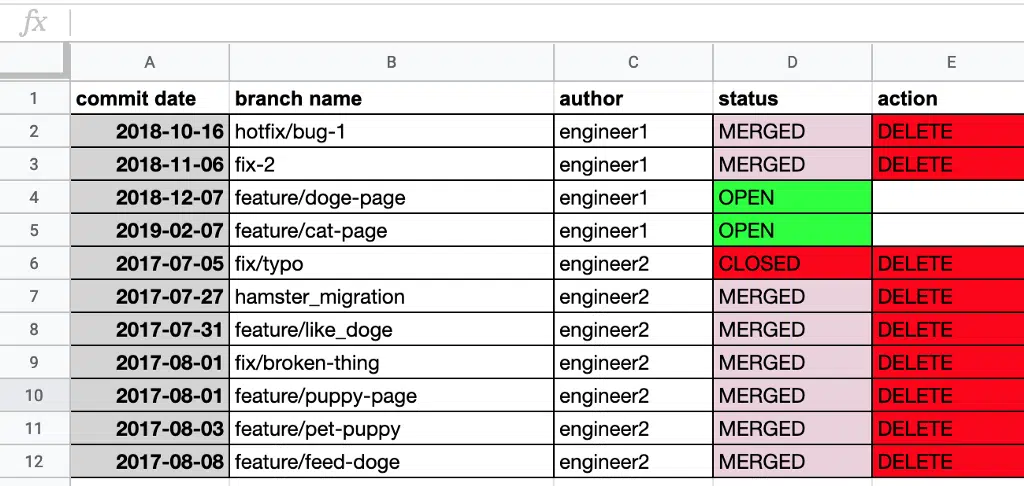 fx
A B C D E
1 commit date branch name author status action
2 2018-10-16 hotfix/bug-1 engineer1 MERGED DELETE
3 2018-11-06 fix-2 engineer1 MERGED DELETE
4 2018-12-07 feature/doge-page engineer1 OPEN
5 2019-02-07 feature/cat-page engineer1 OPEN
6 2017-07-05 fix/typo engineer2 CLOSED DELETE
7 2017-07-27 hamster_migration engineer2 MERGED DELETE
8 2017-07-31 feature/like_doge engineer2 MERGED DELETE
9 2017-08-01 fix/broken-thing engineer2 MERGED DELETE
10 2017-08-01 feature/puppy-page engineer2 MERGED DELETE
11 2017-08-03 feature/pet-puppy engineer2 MERGED DELETE
12 2017-08-08 feature/feed-doge engineer2 MERGED DELETE